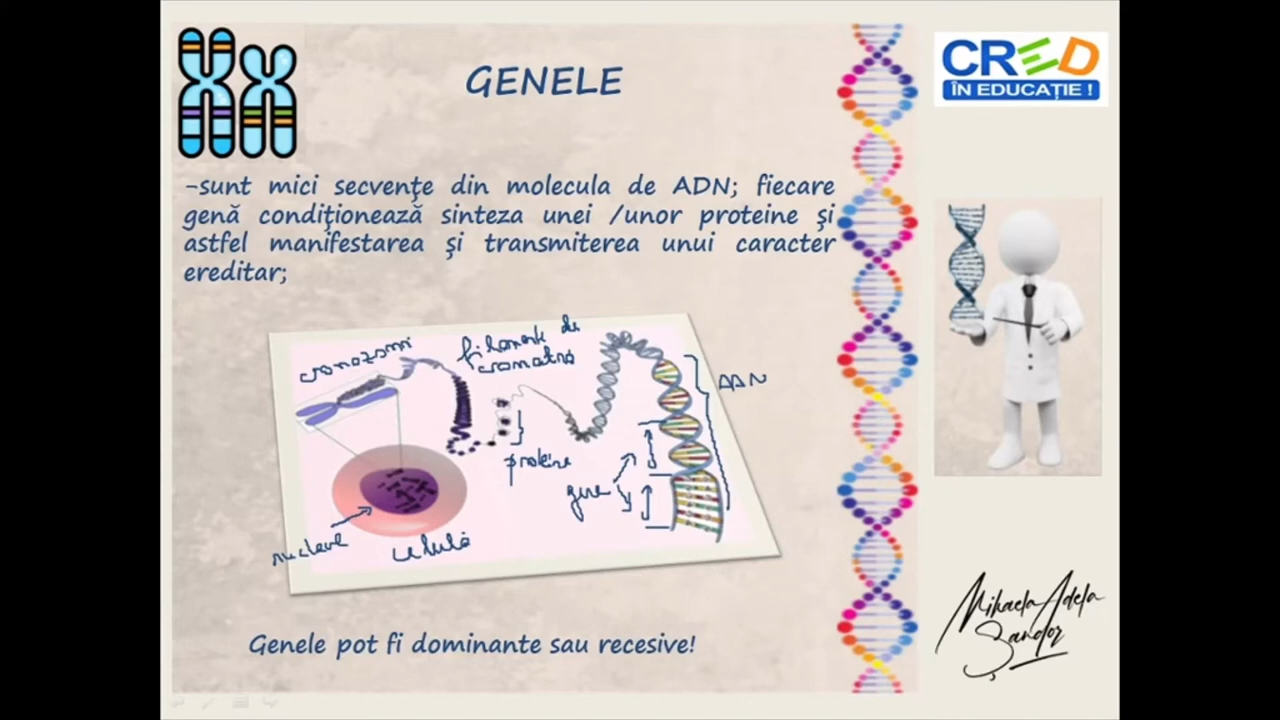 GENELE
CRED
ÎN EDUCAȚIE !
-sunt mici secvenţe din molecula de ADN; fiecare
genă condiţionează sinteza unei /unor proteine şi
astfel manifestarea şi transmiterea unui caracter
ereditar;
cromozomi
filamente de
cromatină
ADN
proteine
gene
nucleu
celulă
Genele pot fi dominante sau recesive!
Mihaela Adela
Șandor